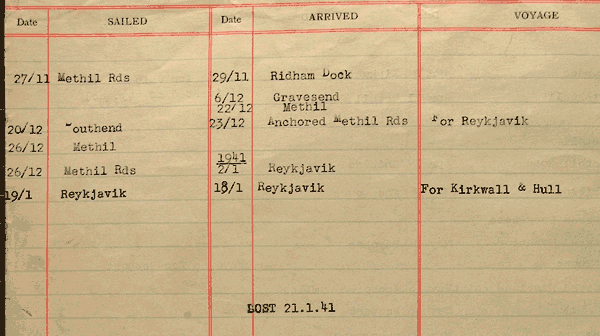 Date SAILED Date ARRIVED VOYAGE
27/11 Methil Rds 29/11 Ridham Dock
6/12 Gravesend
22/12 Methil
20/12 Southend 23/12 Anchored Methil Rds For Reykjavik
26/12 Methil
1941
26/12 Methil Rds 2/1 Reykjavik
19/1 Reykjavik 18/1 Reykjavik For Kirkwall & Hull
LOST 21.1.41